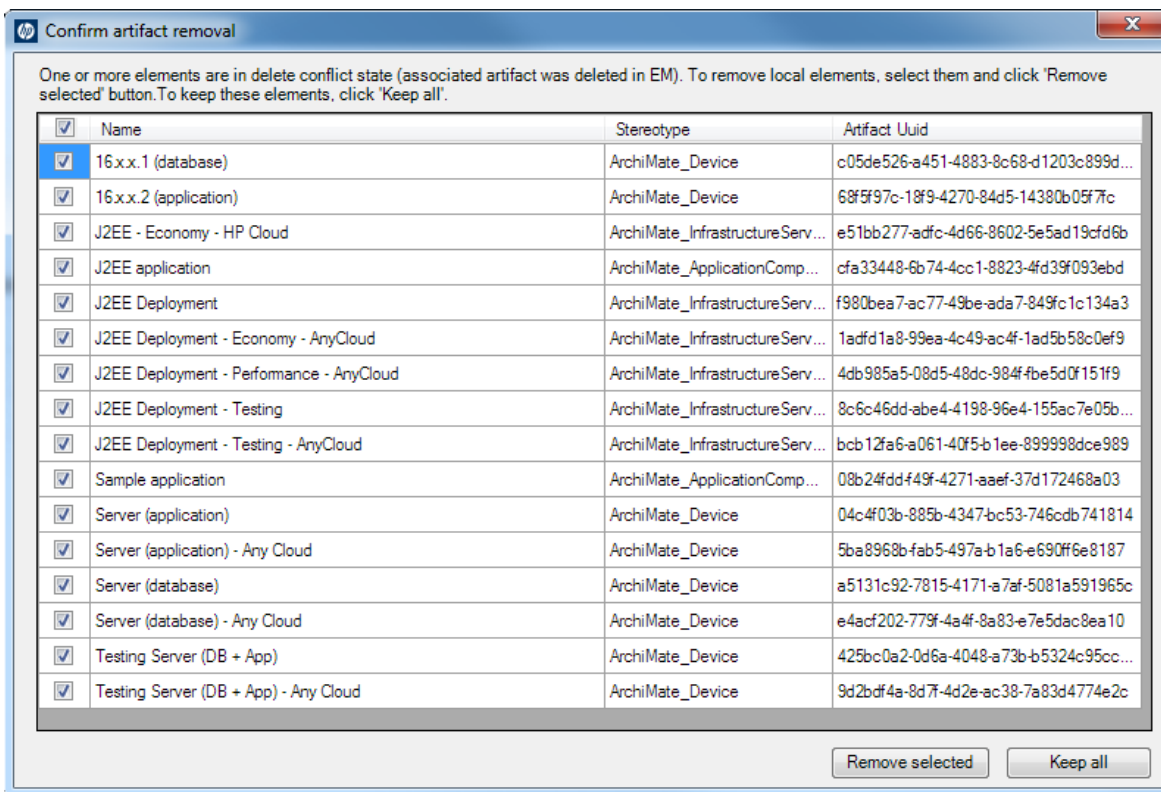 hp Confirm artifact removal
One or more elements are in delete conflict state (associated artifact was deleted in EM). To remove local elements, select them and click 'Remove
selected' button.To keep these elements, click 'Keep all'.
Name Stereotype Artifact Uuid
16.x.x.1 (database) ArchiMate_Device c05de526-a451-4883-8c68-d1203c899d...
16.x.x.2 (application) ArchiMate_Device 68f5f97c-18f9-4270-84d5-14380b05f7fc
J2EE - Economy - HP Cloud ArchiMate_InfrastructureServ... e51bb277-adfc-4d66-8602-5e5ad19cfd6b
J2EE application ArchiMate_ApplicationComp... cfa33448-6b74-4cc1-8823-4fd39f093ebd
J2EE Deployment ArchiMate_InfrastructureServ... f980bea7-ac77-49be-ada7-849fc1c134a3
J2EE Deployment - Economy - AnyCloud ArchiMate_InfrastructureServ... 1adfd1a8-99ea-4c49-ac4f-1ad5b58c0ef9
J2EE Deployment - Performance - AnyCloud ArchiMate_InfrastructureServ... 4db985a5-08d5-48dc-984f-fbe5d0f151f9
J2EE Deployment - Testing ArchiMate_InfrastructureServ... 8c6c46dd-abe4-4198-96e4-155ac7e05b...
J2EE Deployment - Testing - AnyCloud ArchiMate_InfrastructureServ... bcb12fa6-a061-40f5-b1ee-899998dce989
Sample application ArchiMate_ApplicationComp... 08b24fdd-f49f-4271-aaef-37d172468a03
Server (application) ArchiMate_Device 04c4f03b-885b-4347-bc53-746cdb741814
Server (application) - Any Cloud ArchiMate_Device 5ba8968b-fab5-497a-b1a6-e690ff6e8187
Server (database) ArchiMate_Device a5131c92-7815-4171-a7af-5081a591965c
Server (database) - Any Cloud ArchiMate_Device e4acf202-779f-4a4f-8a83-e7e5dac8ea10
Testing Server (DB + App) ArchiMate_Device 425bc0a2-0d6a-4048-a73b-b5324c95cc...
Testing Server (DB + App) - Any Cloud ArchiMate_Device 9d2bdf4a-8d7f-4d2e-ac38-7a83d4774e2c
Remove selected Keep all